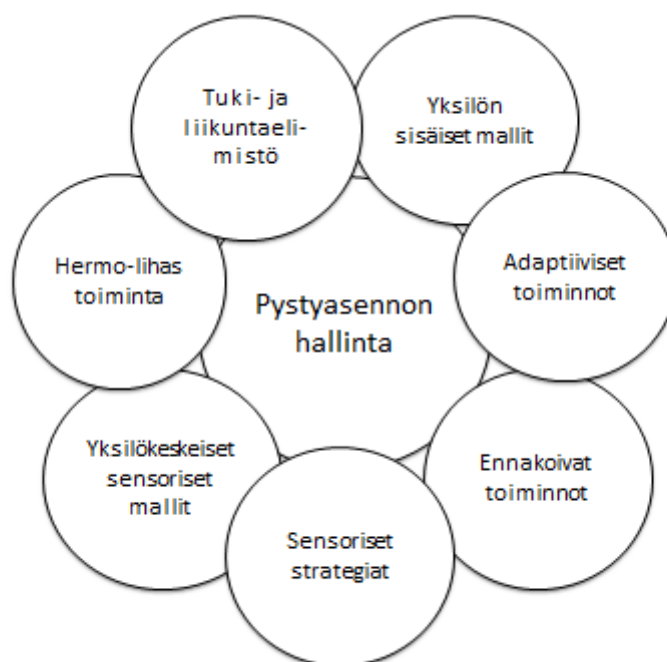 Tuki- ja
liikuntaeli-
mistö
Yksilön
sisäiset mallit
Adaptiiviset
toiminnot
Ennakoivat
toiminnot
Sensoriset
strategiat
Yksilökeskeiset
sensoriset
mallit
Hermo-lihas
toiminta
Pystyasennon
hallinta